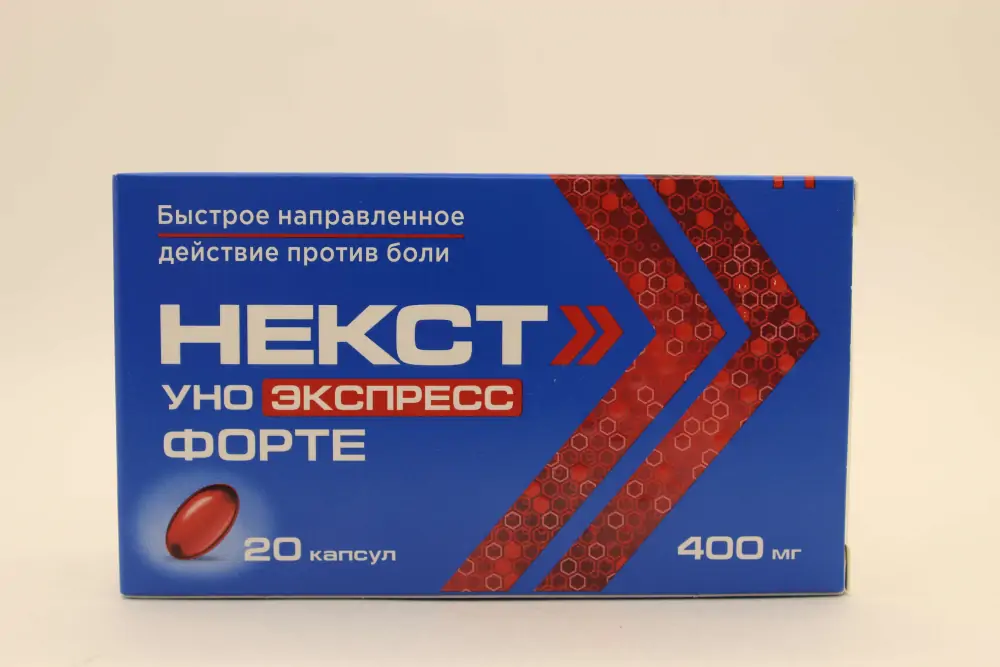 Быстрое направленное
действие против боли
НЕКСТ
УНО ЭКСПРЕСС
ФОРТЕ
20 капсул
400 мг